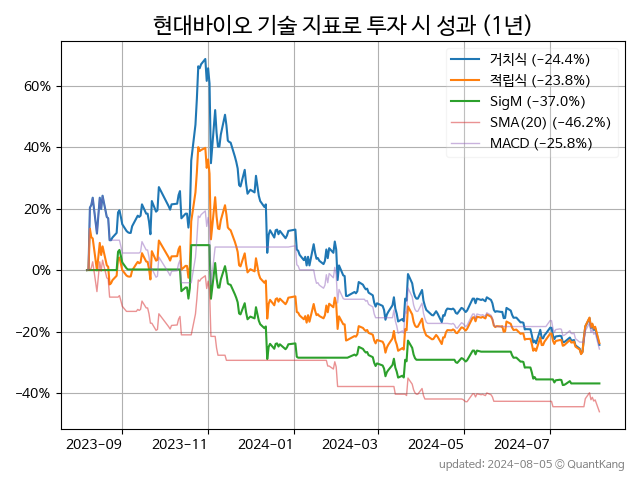 현대바이오 기술 지표로 투자 시 성과 (1년)
거치식 (−24.4%)
적립식 (−23.8%)
SigM (−37.0%)
SMA(20) (−46.2%)
MACD (−25.8%)
60%
40%
20%
0%
−20%
−40%
2023-09 2023-11 2024-01 2024-03 2024-05 2024-07
updated: 2024-08-05 © QuantKang